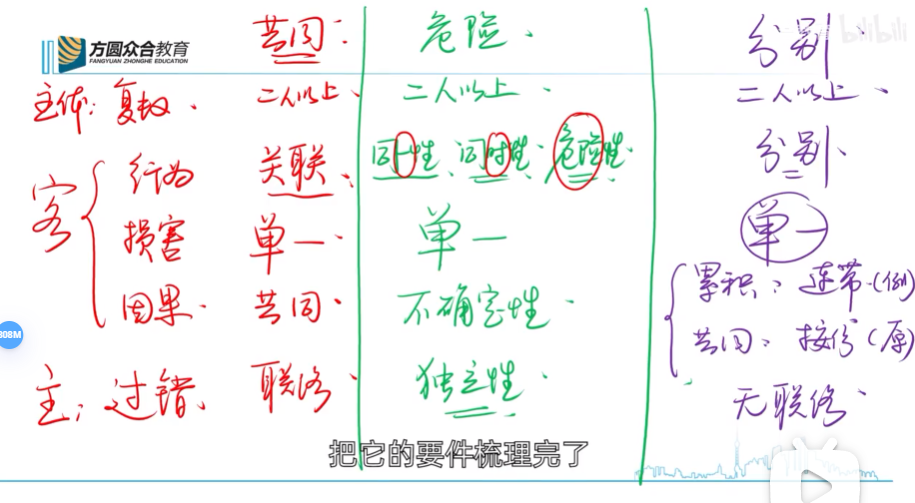 方圆众合教育
FANGYUAN ZHONGHE EDUCATION
bilibili
共同: 危险. 分别.
主体: 复数. 二人以上. 二人以上. 二人以上.
客
行为 关联. 同一性. 同时性. 危险性. 分别.
损害 单一. 单一 单一
因果. 共同. 不确定性. 累积: 连带.(例)
共同: 按份(原)
主: 过错. 联络. 独立性. 无联络.
808M
把它的要件梳理完了